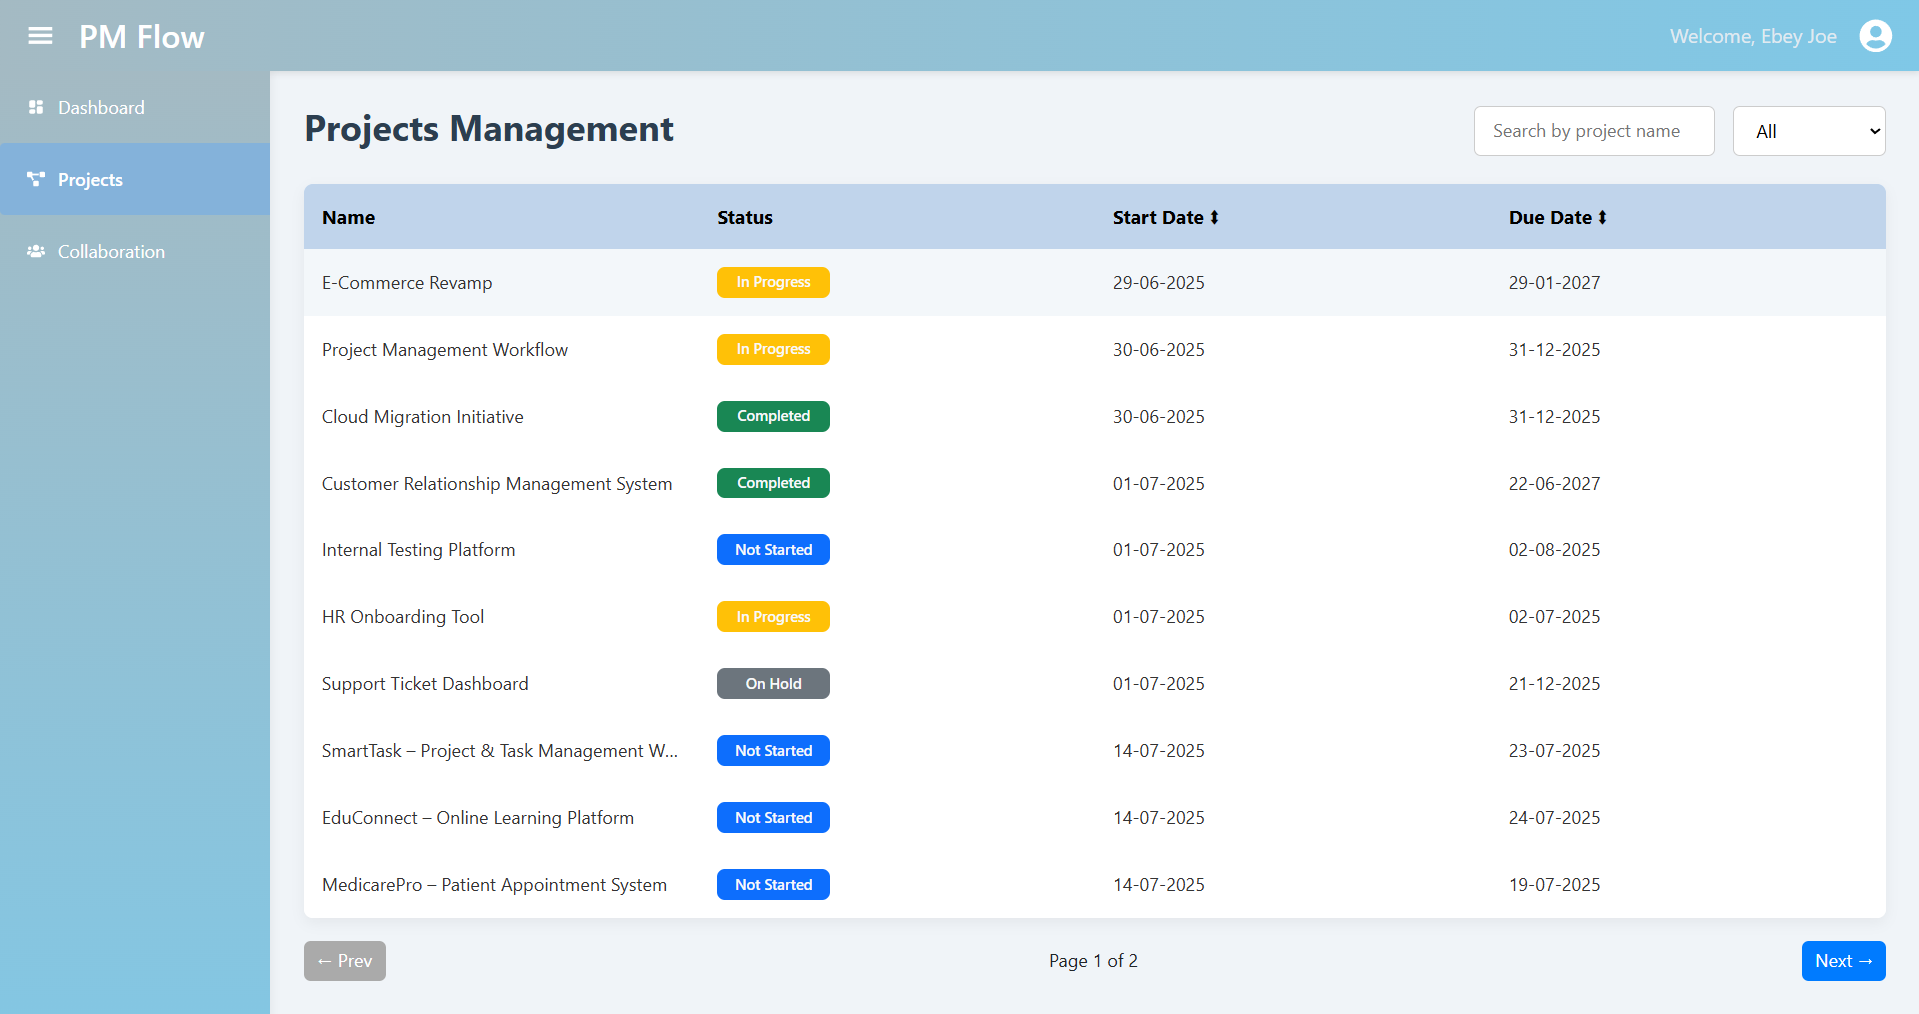 PM Flow
Welcome, Ebey Joe
Dashboard
Projects
Collaboration
Projects Management
Search by project name
All
Name Status Start Date Due Date
E-Commerce Revamp In Progress 29-06-2025 29-01-2027
Project Management Workflow In Progress 30-06-2025 31-12-2025
Cloud Migration Initiative Completed 30-06-2025 31-12-2025
Customer Relationship Management System Completed 01-07-2025 22-06-2027
Internal Testing Platform Not Started 01-07-2025 02-08-2025
HR Onboarding Tool In Progress 01-07-2025 02-07-2025
Support Ticket Dashboard On Hold 01-07-2025 21-12-2025
SmartTask – Project & Task Management W... Not Started 14-07-2025 23-07-2025
EduConnect – Online Learning Platform Not Started 14-07-2025 24-07-2025
MedicarePro – Patient Appointment System Not Started 14-07-2025 19-07-2025
← Prev Page 1 of 2 Next →